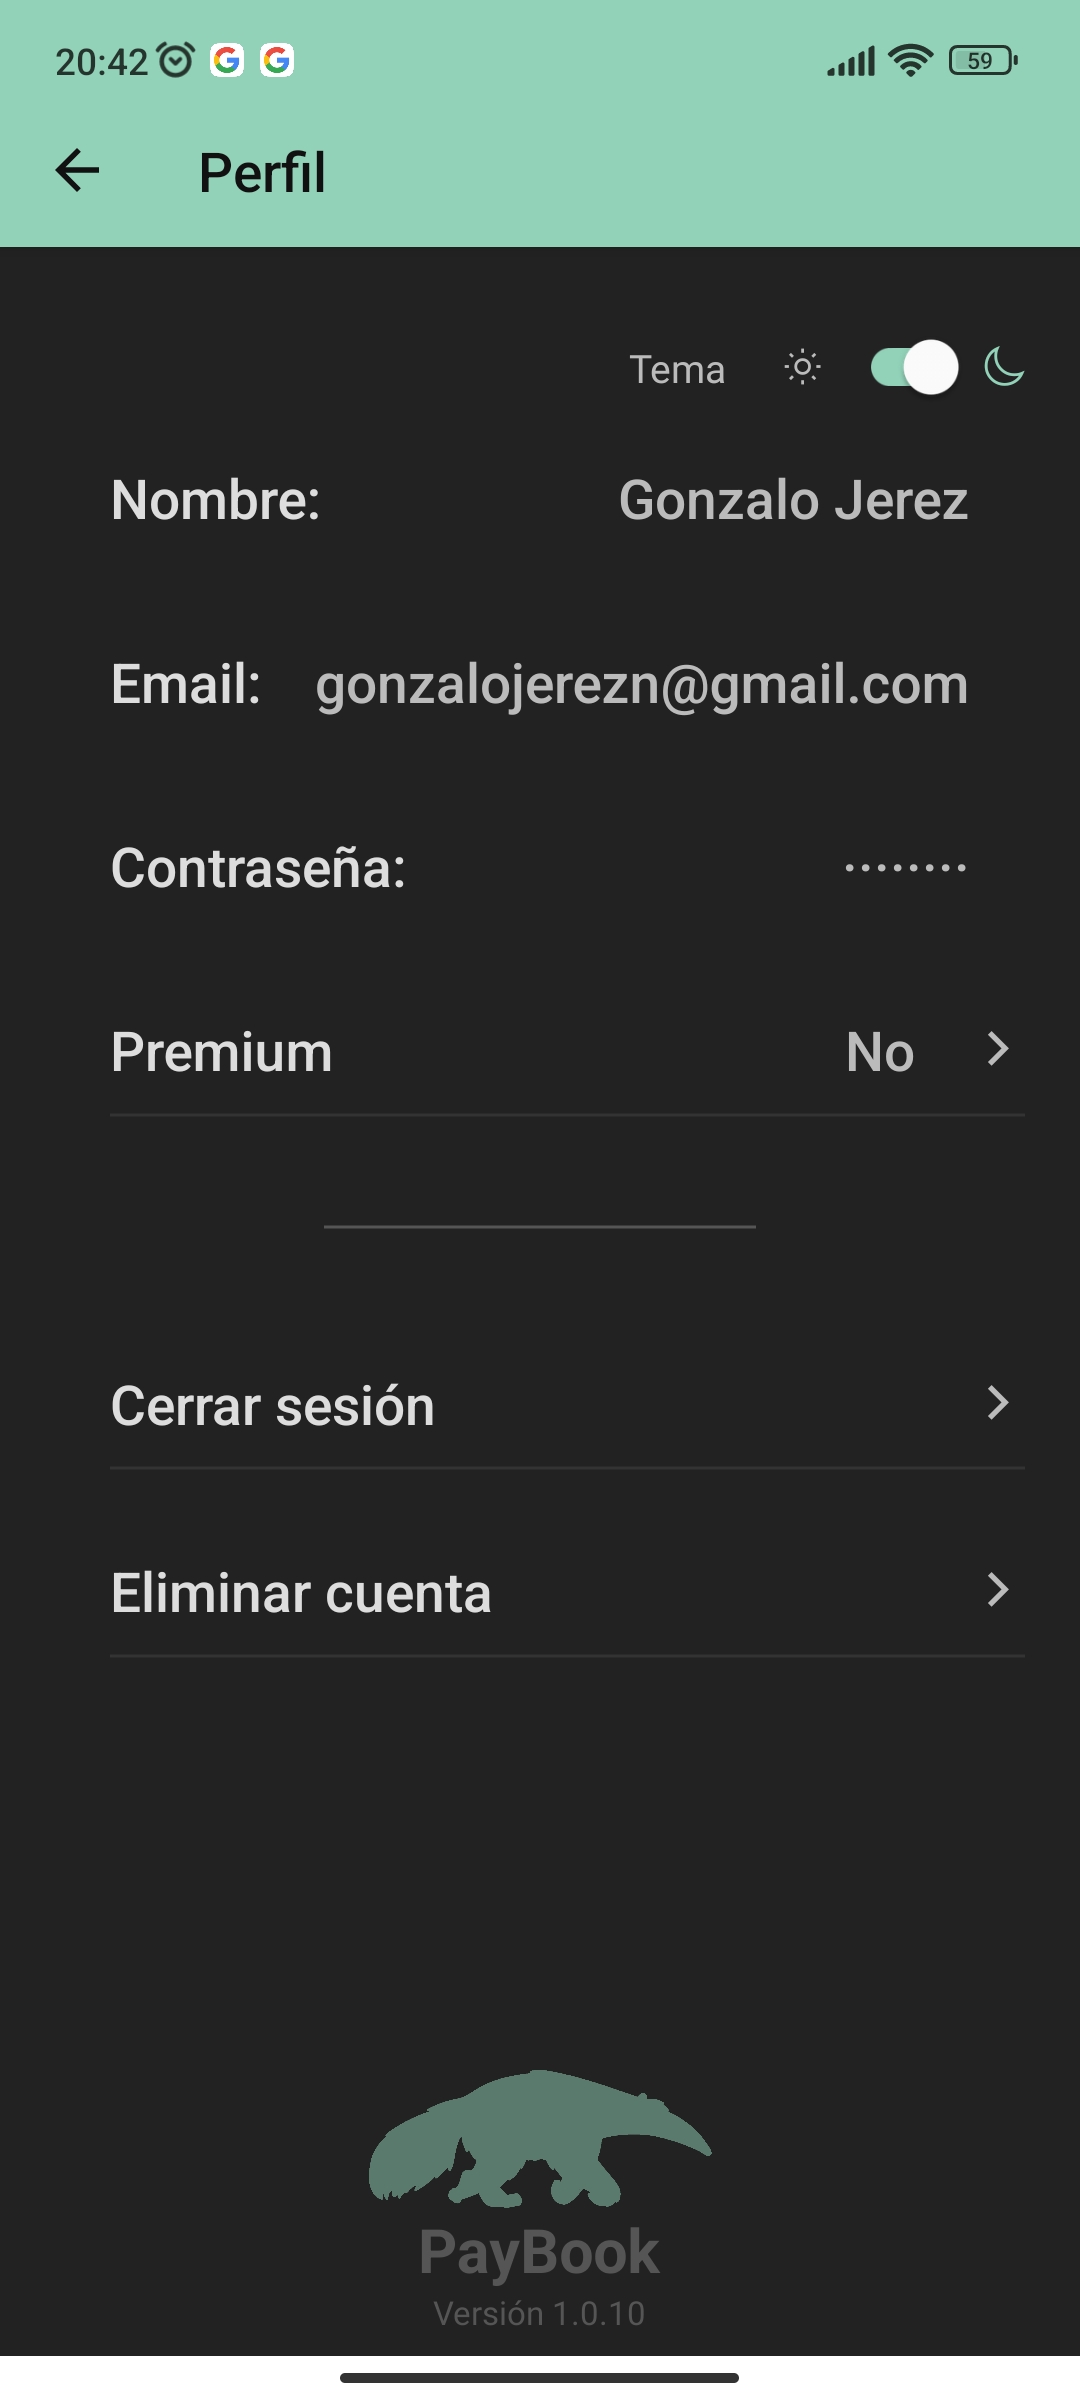 20:42
59
Perfil
Tema
Nombre: Gonzalo Jerez
Email: gonzalojerezn@gmail.com
Contraseña: ········
Premium No
Cerrar sesión
Eliminar cuenta
PayBook
Versión 1.0.10